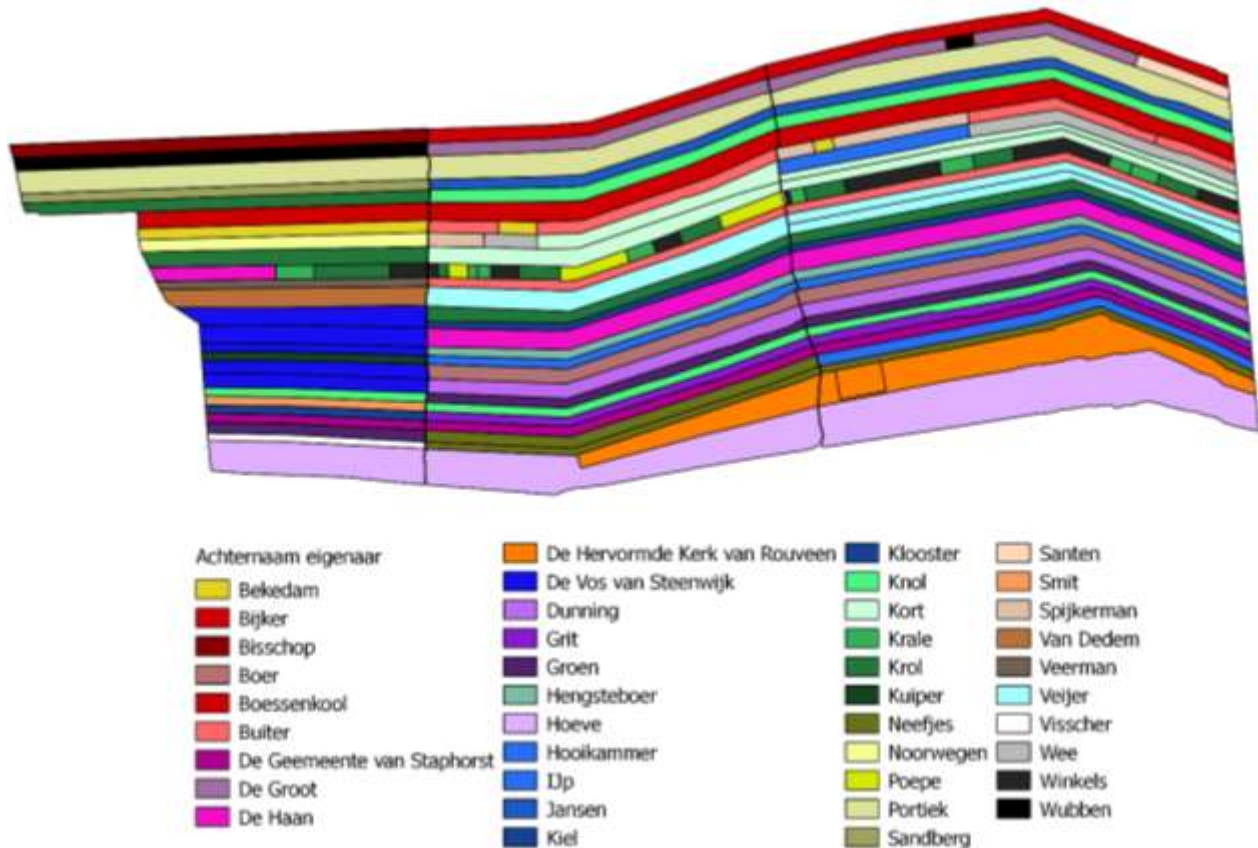 Achternaam eigenaar
Bekedam
Bijker
Bisschop
Boer
Boessenkool
Buiter
De Geemeente van Staphorst
De Groot
De Haan
De Hervormde Kerk van Rouveen
De Vos van Steenwijk
Dunning
Grit
Groen
Hengsteboer
Hoeve
Hooikammer
IJp
Jansen
Kiel
Klooster
Knol
Kort
Krale
Krol
Kuiper
Neefjes
Noorwegen
Poepe
Portiek
Sandberg
Santen
Smit
Spijkerman
Van Dedem
Veerman
Veijer
Visscher
Wee
Winkels
Wubben